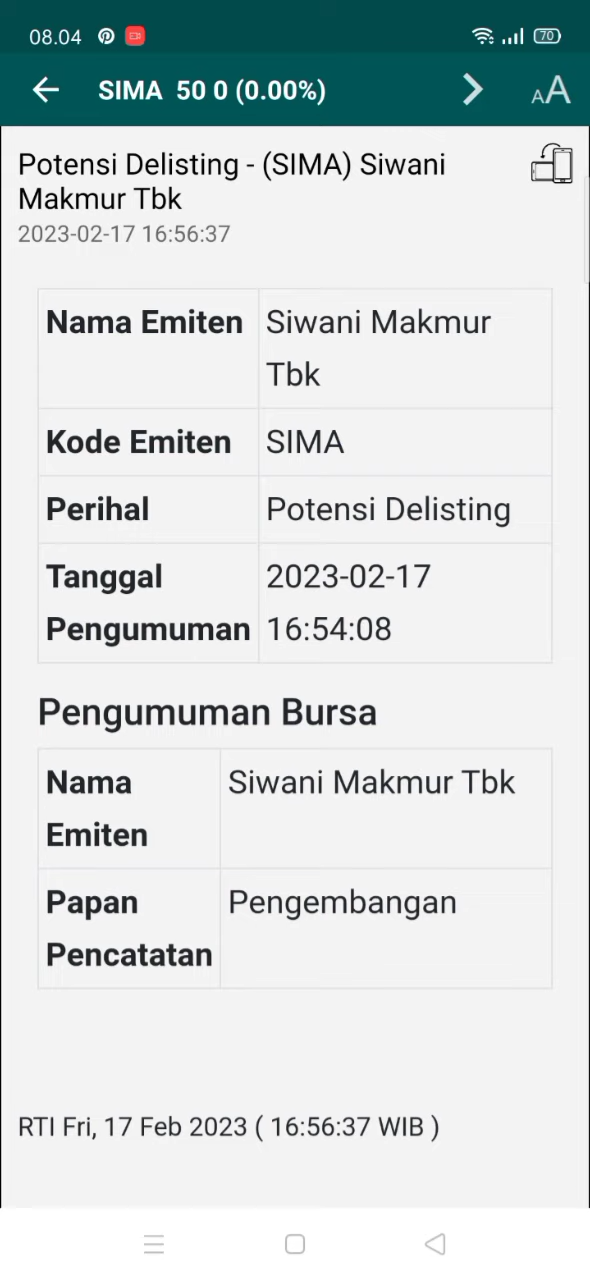 08.04
70
SIMA 50 0 (0.00%)
AA
Potensi Delisting - (SIMA) Siwani
Makmur Tbk
2023-02-17 16:56:37
Nama Emiten Siwani Makmur
Tbk
Kode Emiten SIMA
Perihal Potensi Delisting
Tanggal 2023-02-17
Pengumuman 16:54:08
Pengumuman Bursa
Nama Siwani Makmur Tbk
Emiten
Papan Pengembangan
Pencatatan
RTI Fri, 17 Feb 2023 ( 16:56:37 WIB )